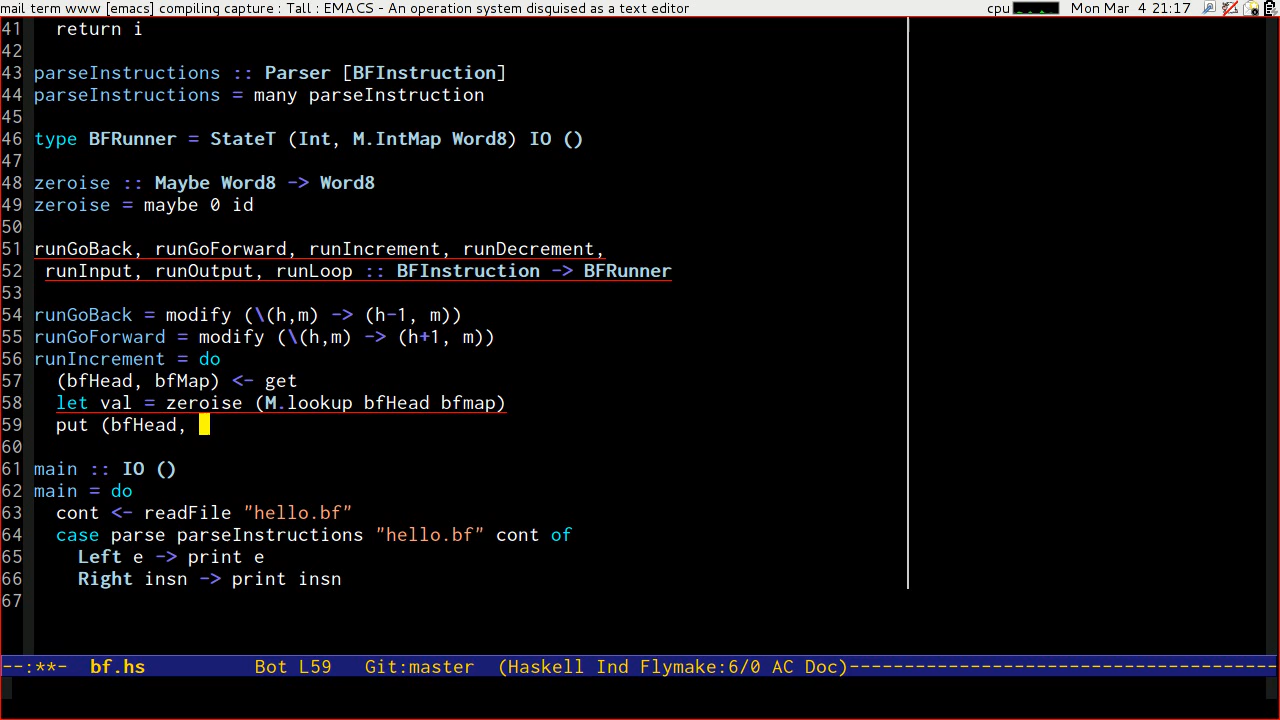 mail term www [emacs] compiling capture : Tall : EMACS - An operation system disguised as a text editor cpu Mon Mar 4 21:17
41 return i
42
43 parseInstructions :: Parser [BFInstruction]
44 parseInstructions = many parseInstruction
45
46 type BFRunner = StateT (Int, M.IntMap Word8) IO ()
47
48 zeroise :: Maybe Word8 -> Word8
49 zeroise = maybe 0 id
50
51 runGoBack, runGoForward, runIncrement, runDecrement,
52 runInput, runOutput, runLoop :: BFInstruction -> BFRunner
53
54 runGoBack = modify (\(h,m) -> (h-1, m))
55 runGoForward = modify (\(h,m) -> (h+1, m))
56 runIncrement = do
57 (bfHead, bfMap) <- get
58 let val = zeroise (M.lookup bfHead bfmap)
59 put (bfHead,
60
61 main :: IO ()
62 main = do
63 cont <- readFile "hello.bf"
64 case parse parseInstructions "hello.bf" cont of
65 Left e -> print e
66 Right insn -> print insn
67
--:**- bf.hs Bot L59 Git:master (Haskell Ind Flymake:6/0 AC Doc)---------------------------------------